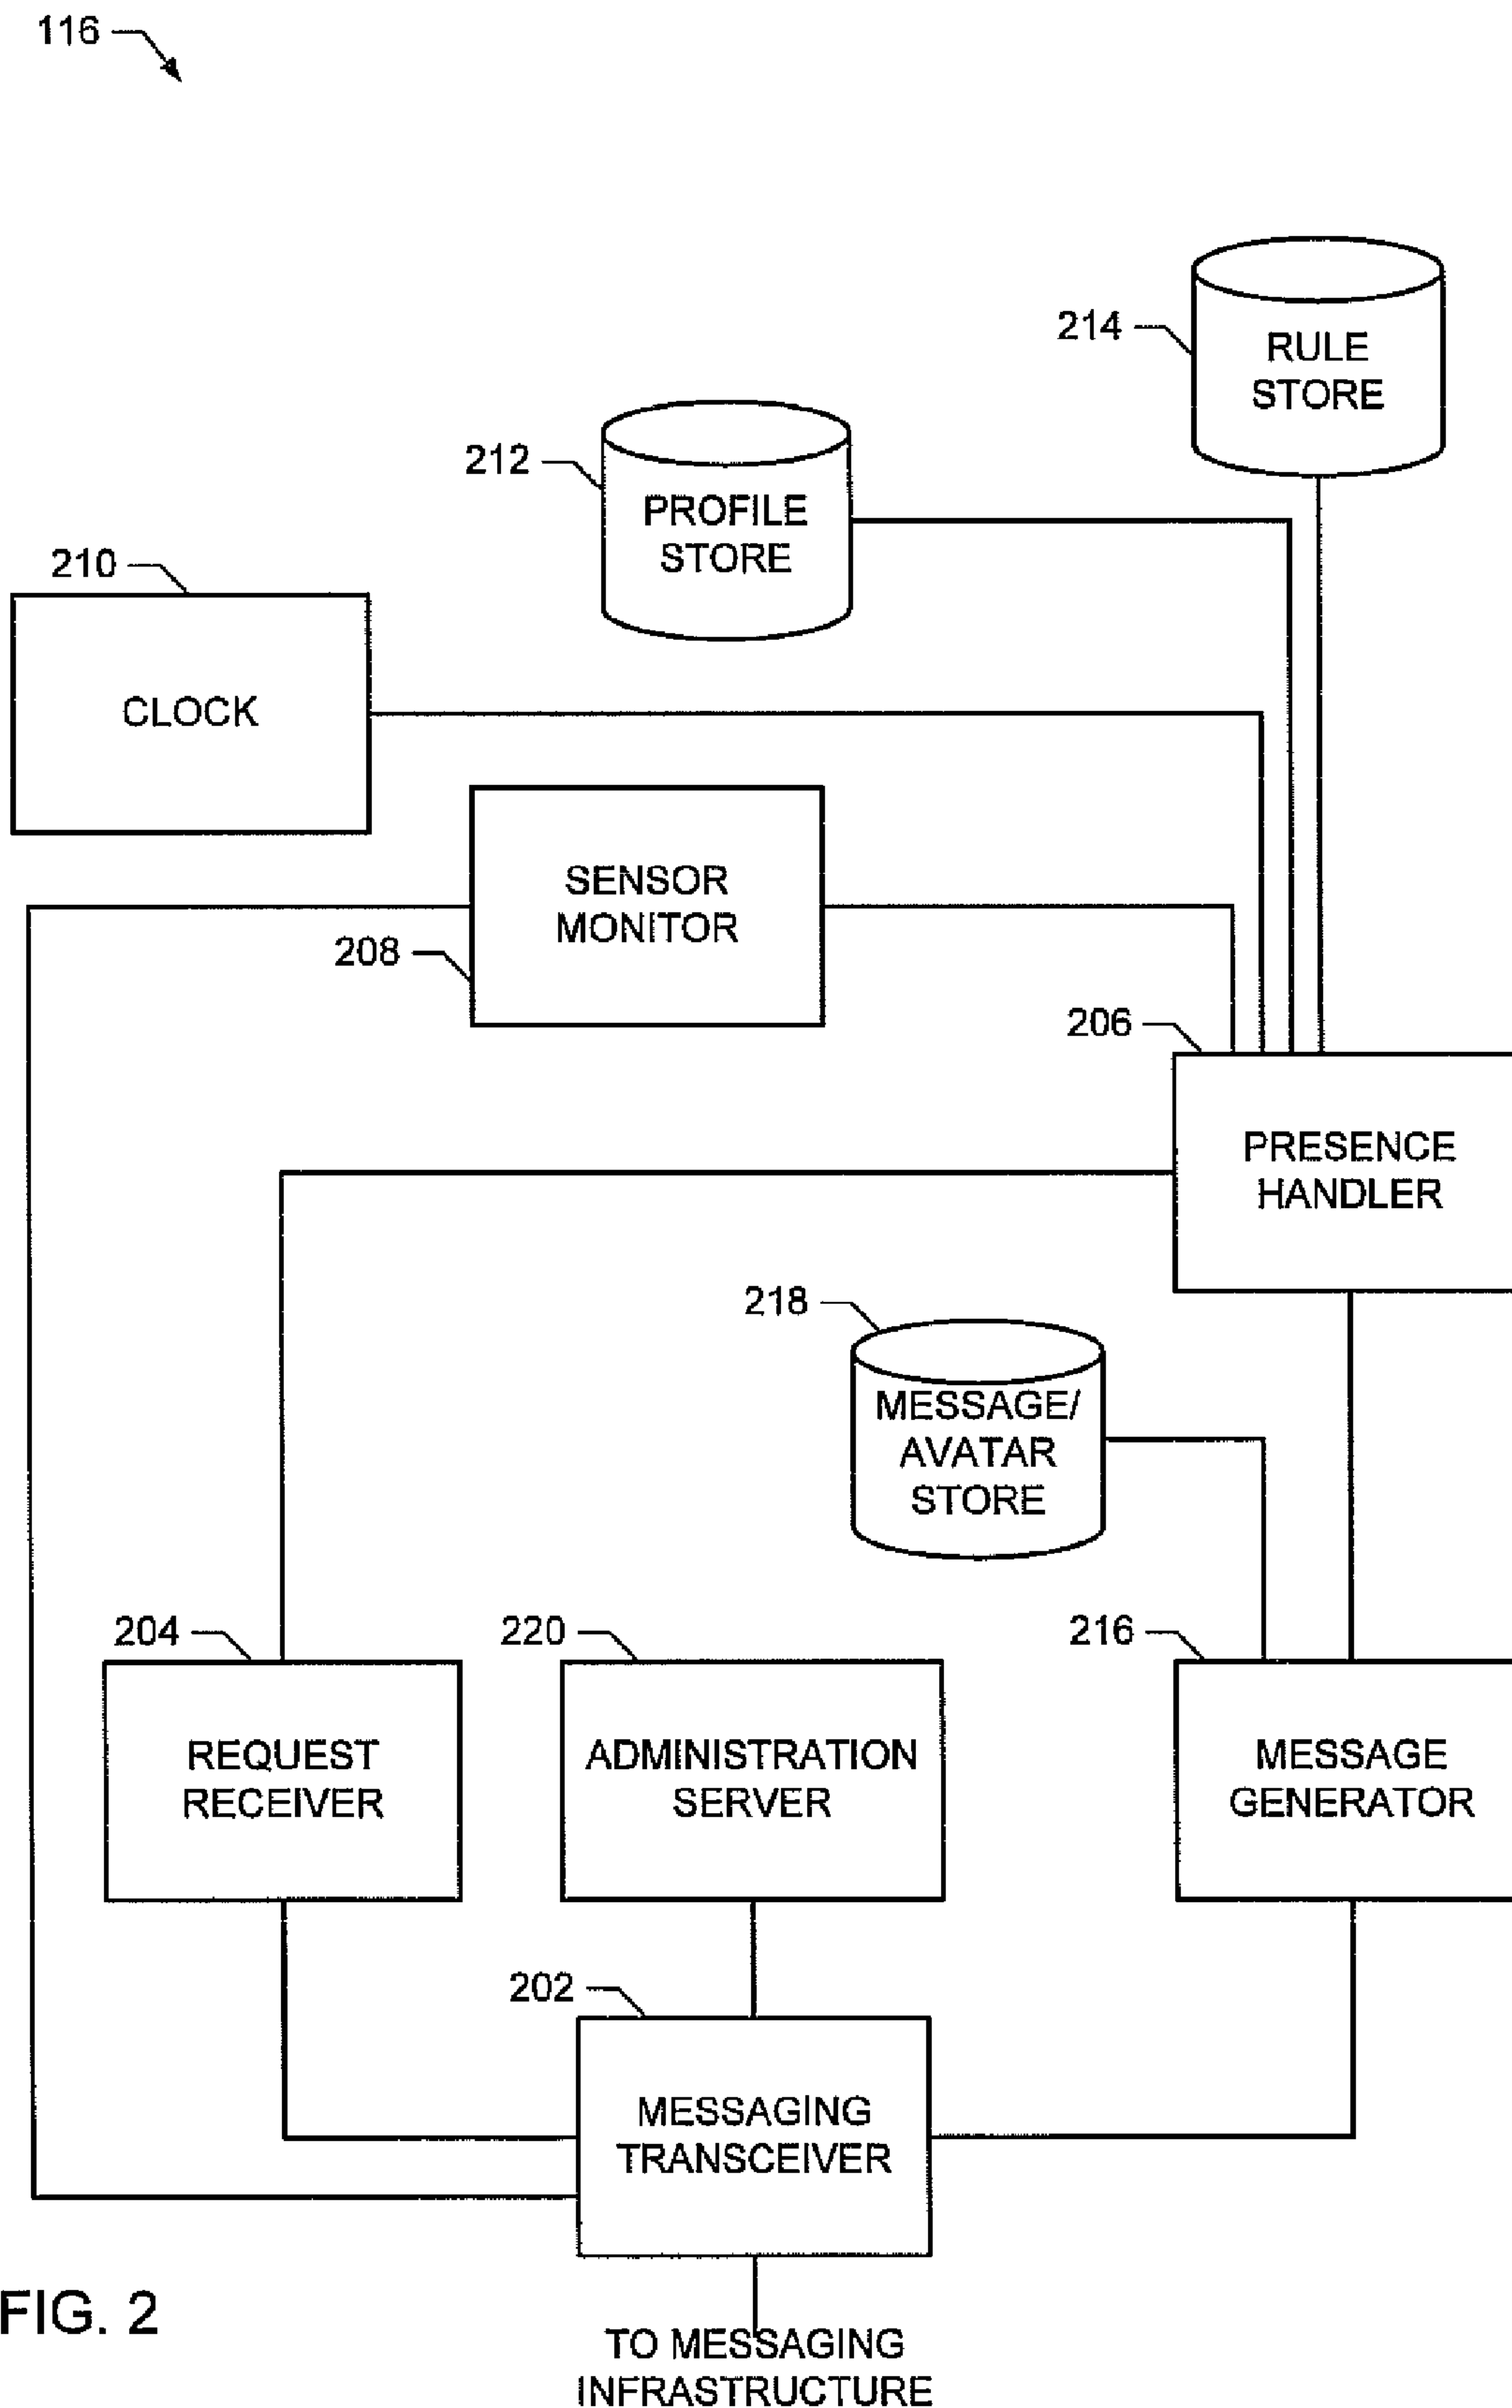 116
214
RULE
STORE
212
PROFILE
STORE
210
CLOCK
SENSOR
MONITOR
208
206
PRESENCE
HANDLER
218
MESSAGE/
AVATAR
STORE
204
220
216
REQUEST
RECEIVER
ADMINISTRATION
SERVER
MESSAGE
GENERATOR
202
MESSAGING
TRANSCEIVER
FIG. 2
TO MESSAGING
INFRASTRUCTURE